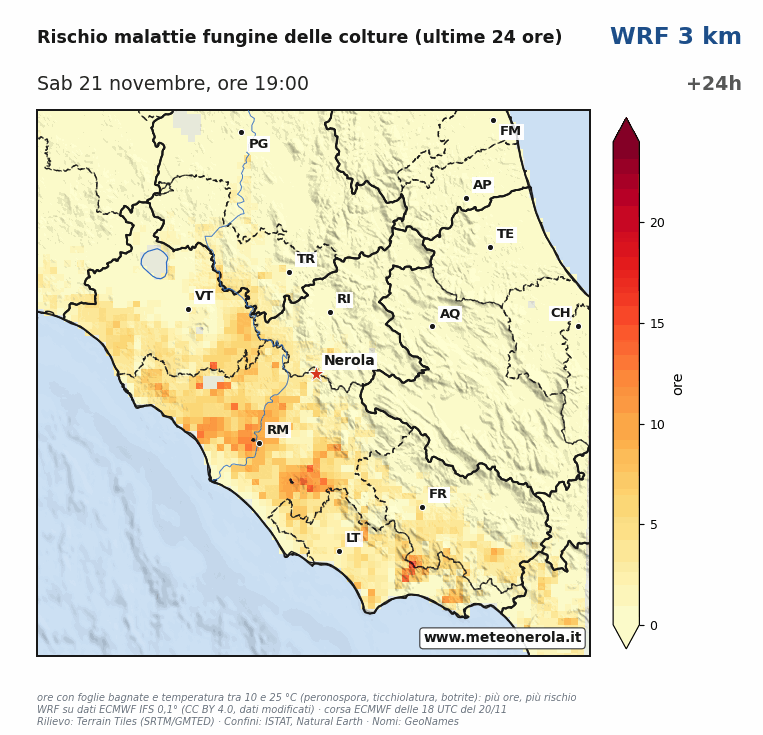 Rischio malattie fungine delle colture (ultime 24 ore)
WRF 3 km
Sab 21 novembre, ore 19:00
+24h
FM
PG
AP
TE
TR
VT
RI
AQ
CH
Nerola
RM
FR
LT
20
15
10
5
0
ore
www.meteonerola.it
ore con foglie bagnate e temperatura tra 10 e 25 °C (peronospora, ticchiolatura, botrite): più ore, più rischio
WRF su dati ECMWF IFS 0,1° (CC BY 4.0, dati modificati) · corsa ECMWF delle 18 UTC del 20/11
Rilievo: Terrain Tiles (SRTM/GMTED) · Confini: ISTAT, Natural Earth · Nomi: GeoNames